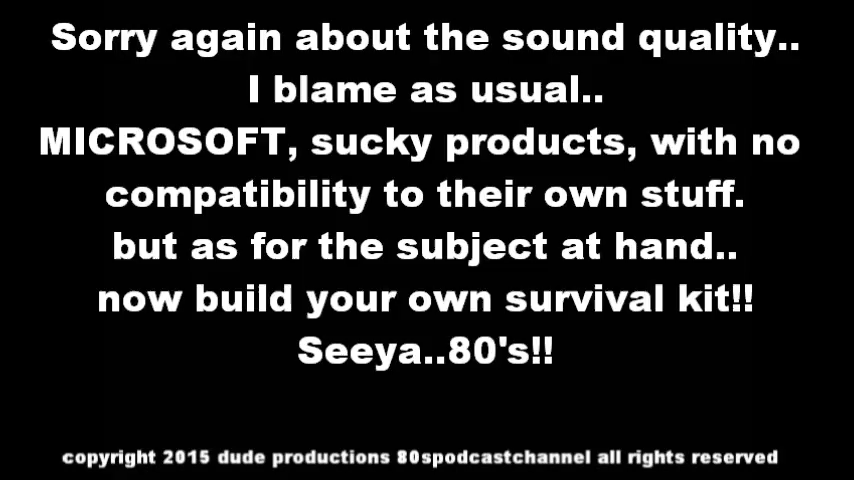 Sorry again about the sound quality..
I blame as usual..
MICROSOFT, sucky products, with no
compatibility to their own stuff.
but as for the subject at hand..
now build your own survival kit!!
Seeya..80's!!
copyright 2015 dude productions 80spodcastchannel all rights reserved